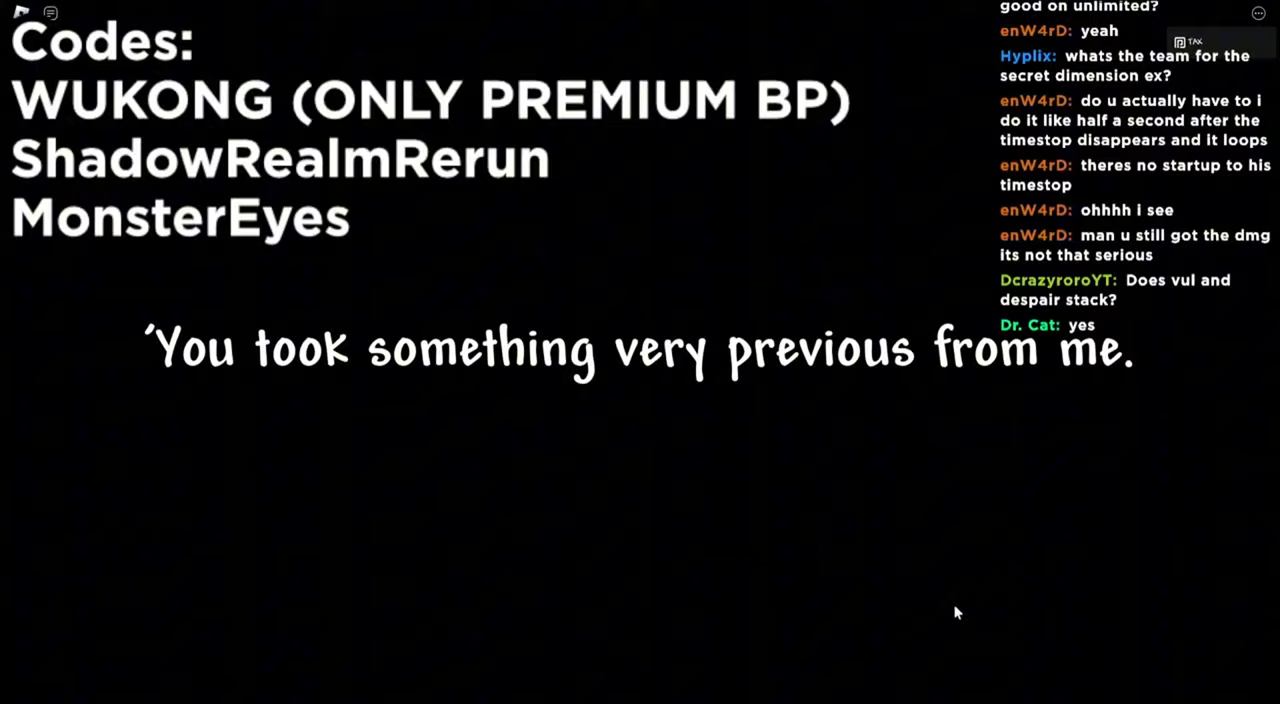 Codes:
WUKONG (ONLY PREMIUM BP)
ShadowRealmRerun
MonsterEyes
'You took something very previous from me.
good on unlimited?
enW4rD: yeah
TAK
Hyplix: whats the team for the
secret dimension ex?
enW4rD: do u actually have to i
do it like half a second after the
timestop disappears and it loops
enW4rD: theres no startup to his
timestop
enW4rD: ohhhh i see
enW4rD: man u still got the dmg
its not that serious
DcrazyroroYT: Does vul and
despair stack?
Dr. Cat: yes